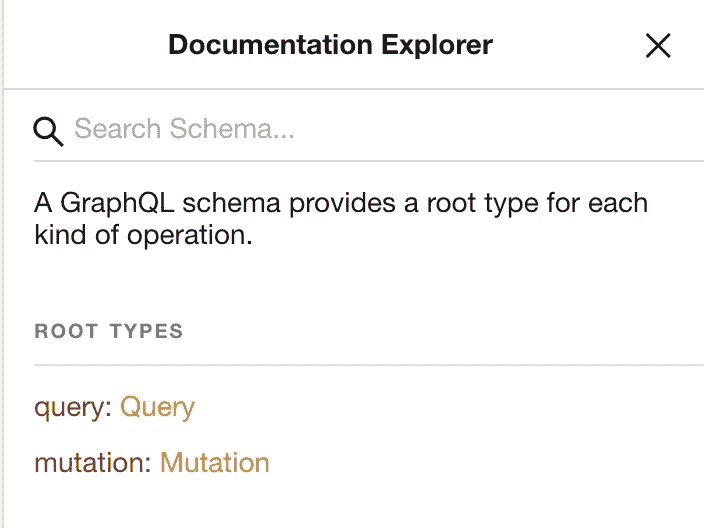 Documentation Explorer
Search Schema...
A GraphQL schema provides a root type for each
kind of operation.
ROOT TYPES
query: Query
mutation: Mutation